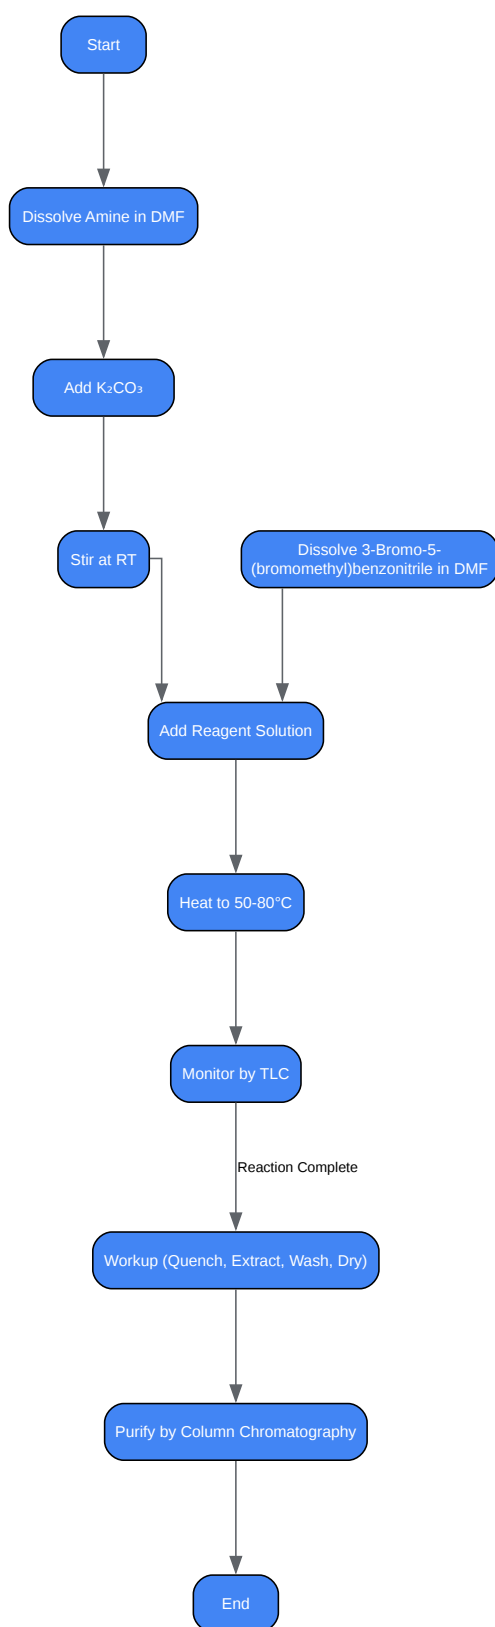 Start
Dissolve Amine in DMF
Add K₂CO₃
Stir at RT
Dissolve 3-Bromo-5-
(bromomethyl)benzonitrile in DMF
Add Reagent Solution
Heat to 50-80°C
Monitor by TLC
Reaction Complete
Workup (Quench, Extract, Wash, Dry)
Purify by Column Chromatography
End